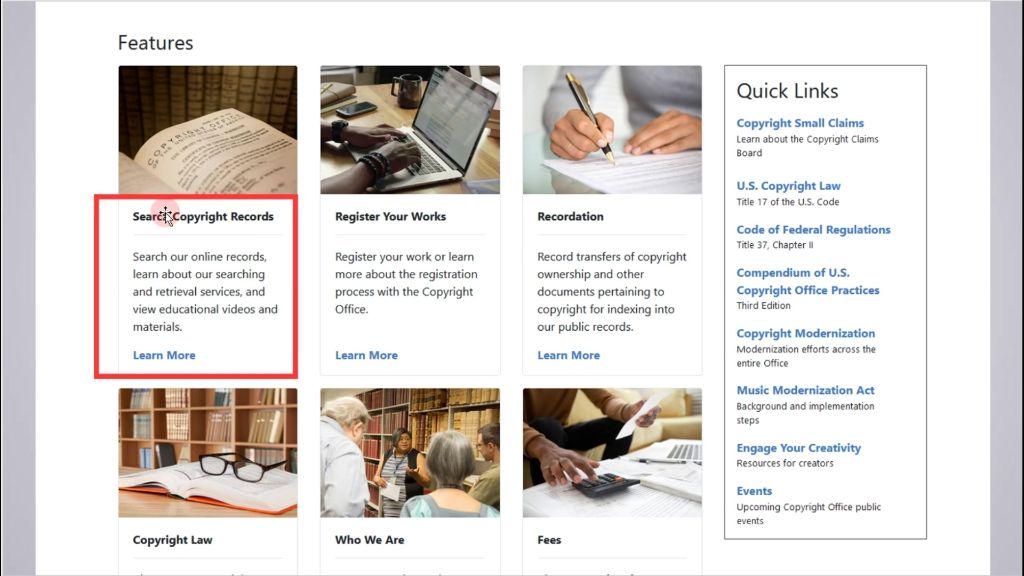 Features
COPYRIGHT OFFICE
Search Copyright Records
Search our online records,
learn about our searching
and retrieval services, and
view educational videos and
materials.
Learn More
Register Your Works
Register your work or learn
more about the registration
process with the Copyright
Office.
Learn More
Recordation
Record transfers of copyright
ownership and other
documents pertaining to
copyright for indexing into
our public records.
Learn More
Copyright Law
Who We Are
Fees
Quick Links
Copyright Small Claims
Learn about the Copyright Claims
Board
U.S. Copyright Law
Title 17 of the U.S. Code
Code of Federal Regulations
Title 37, Chapter II
Compendium of U.S.
Copyright Office Practices
Third Edition
Copyright Modernization
Modernization efforts across the
entire Office
Music Modernization Act
Background and implementation
steps
Engage Your Creativity
Resources for creators
Events
Upcoming Copyright Office public
events